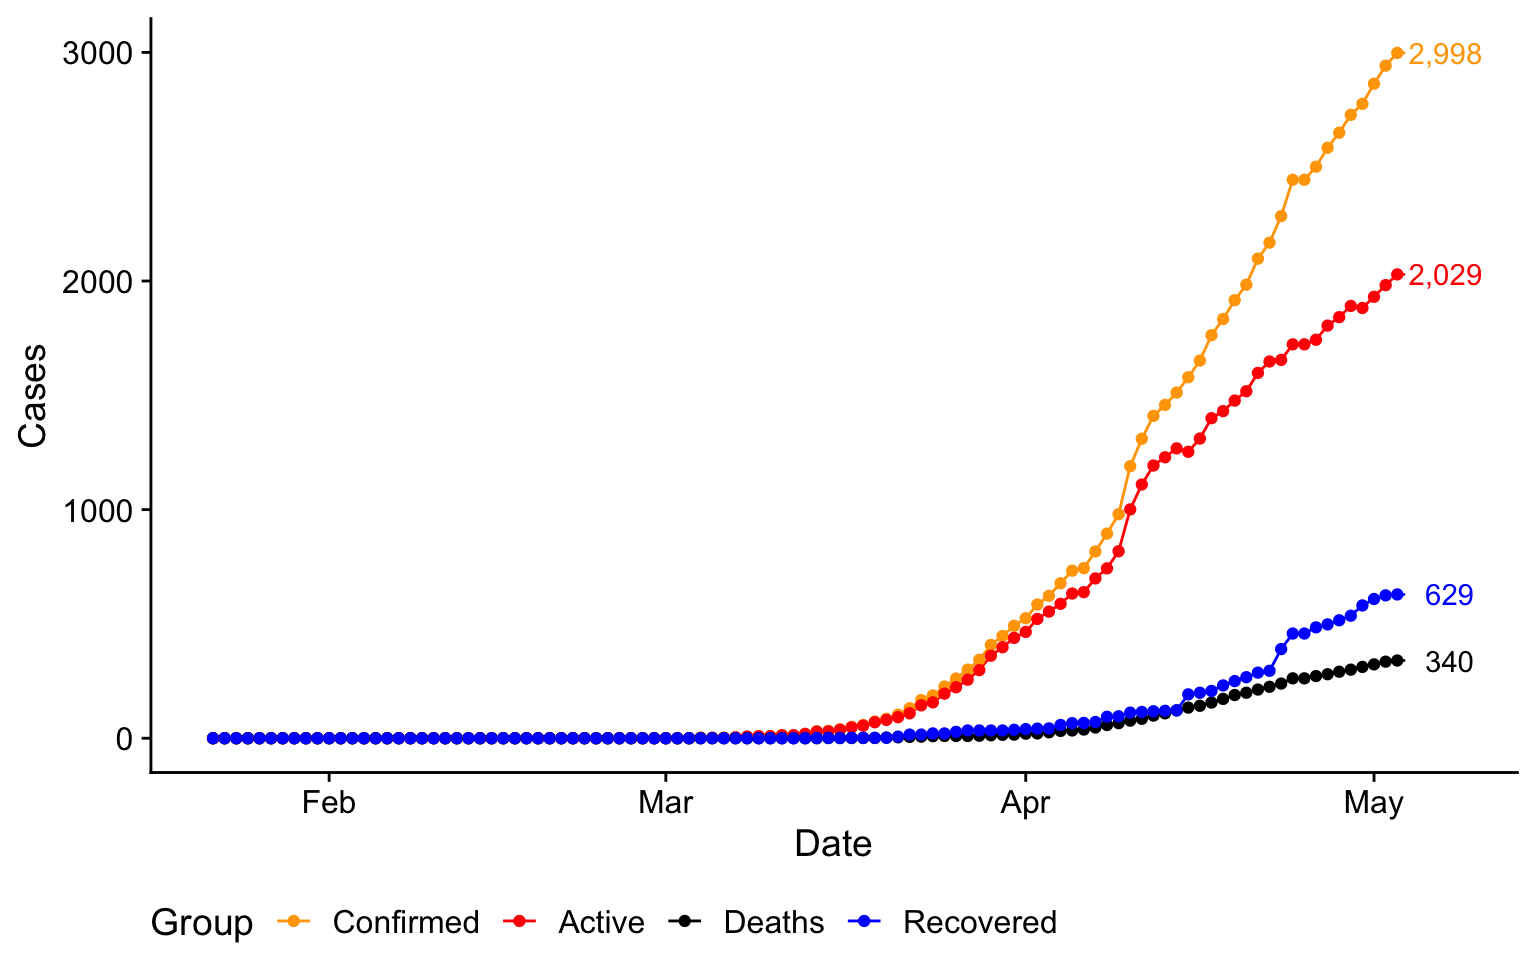 3000
2000
1000
0
Cases
2,998
2,029
629
340
Feb Mar Apr May
Date
Group Confirmed Active Deaths Recovered